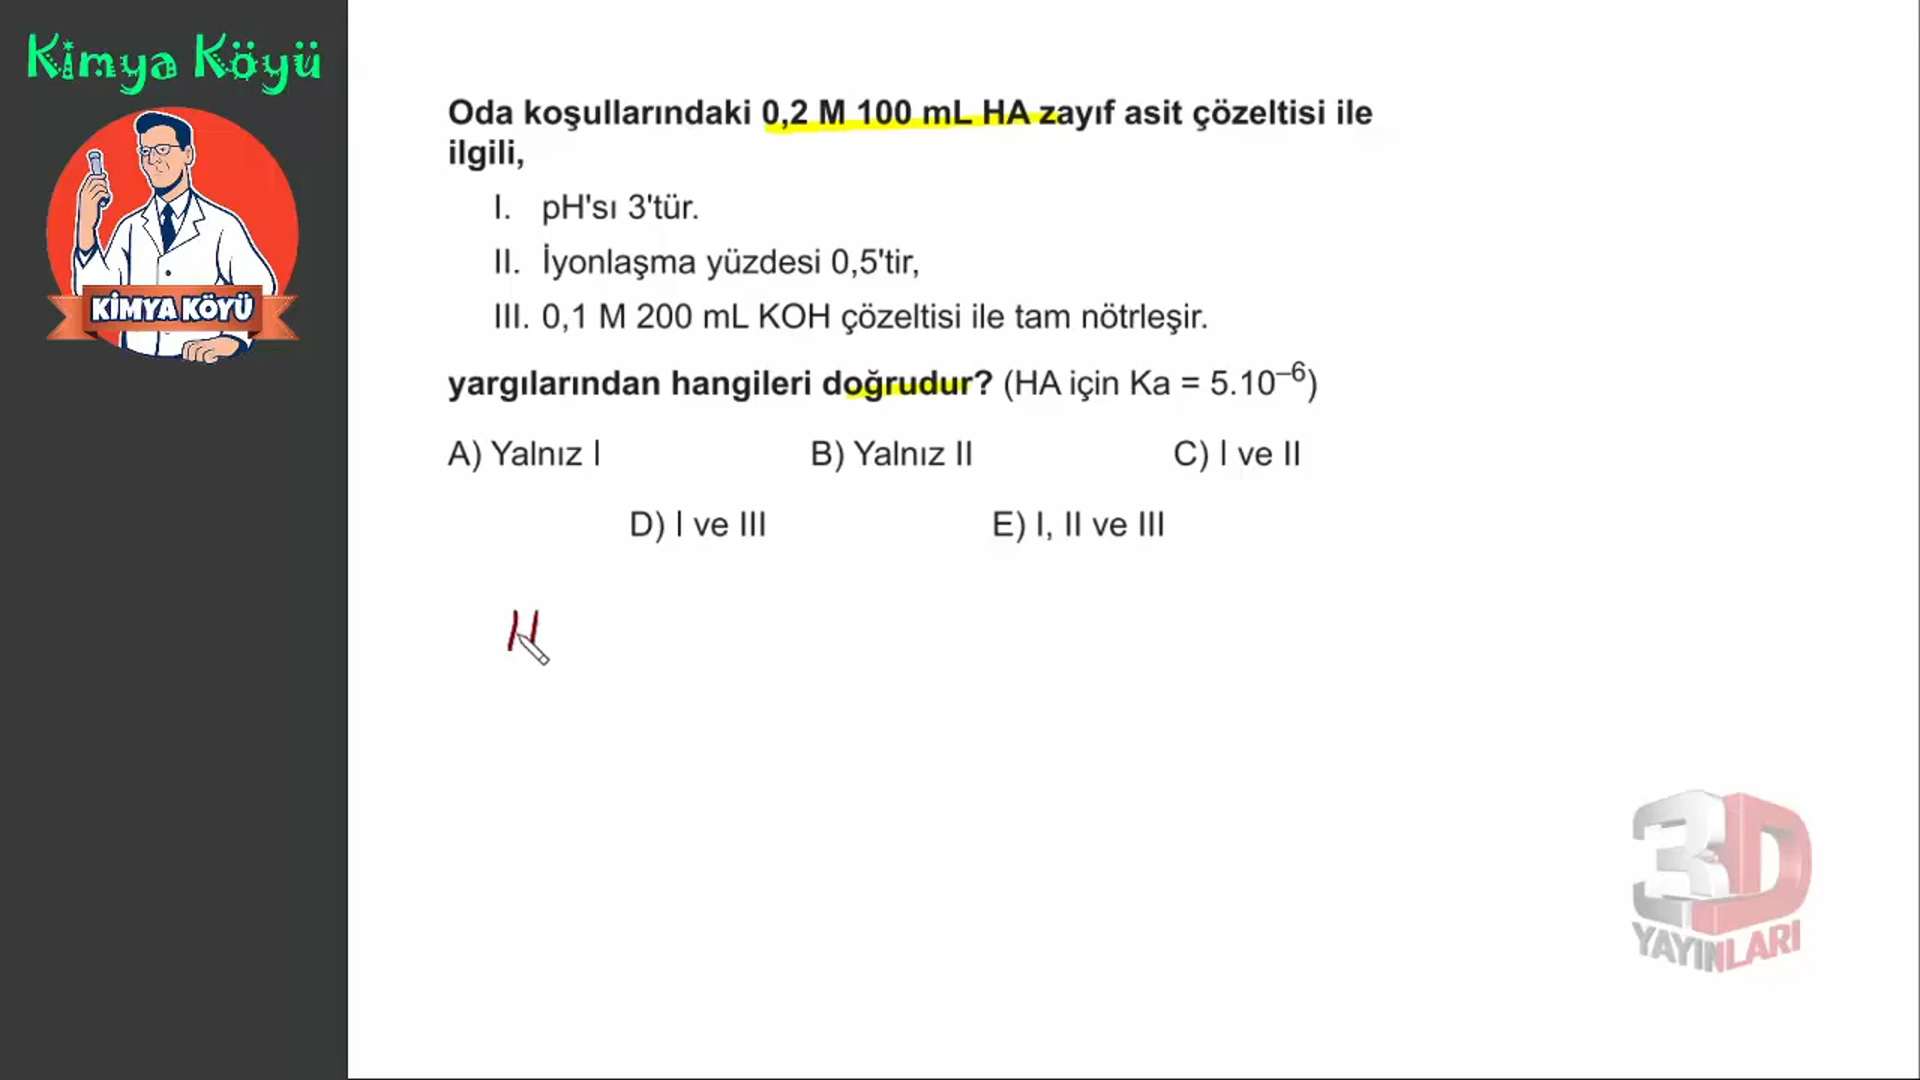 Kimya Köyü
KİMYA KÖYÜ
Oda koşullarındaki 0,2 M 100 mL HA zayıf asit çözeltisi ile
ilgili,
I. pH'sı 3'tür.
II. İyonlaşma yüzdesi 0,5'tir,
III. 0,1 M 200 mL KOH çözeltisi ile tam nötrleşir.
yargılarından hangileri doğrudur? (HA için Ka = 5.10⁻⁶)
A) Yalnız I B) Yalnız II C) I ve II
D) I ve III E) I, II ve III
3D
YAYINLARI